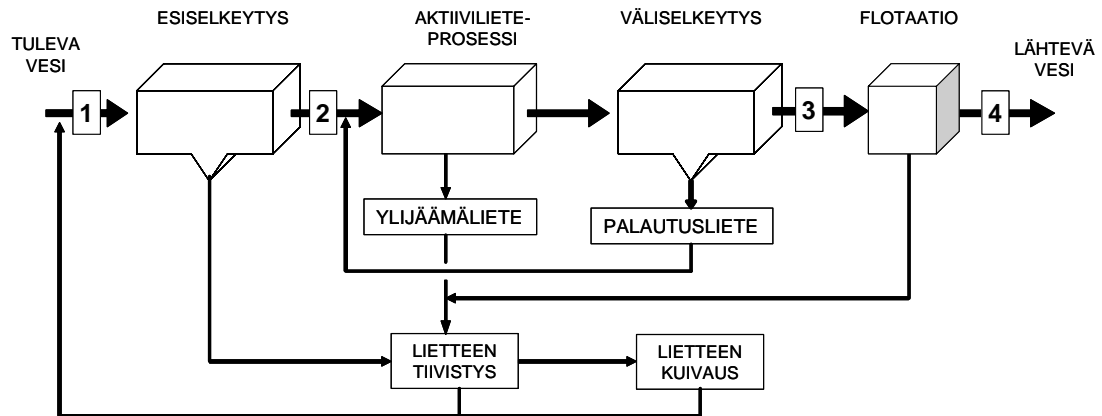 ESISELKEYTYS
AKTIIVILIETE-
PROSESSI
VÄLISELKEYTYS
FLOTAATIO
TULEVA
VESI
LÄHTEVÄ
VESI
1
2
3
4
YLIJÄÄMÄLIETE
PALAUTUSLIETE
LIETTEEN
TIIVISTYS
LIETTEEN
KUIVAUS